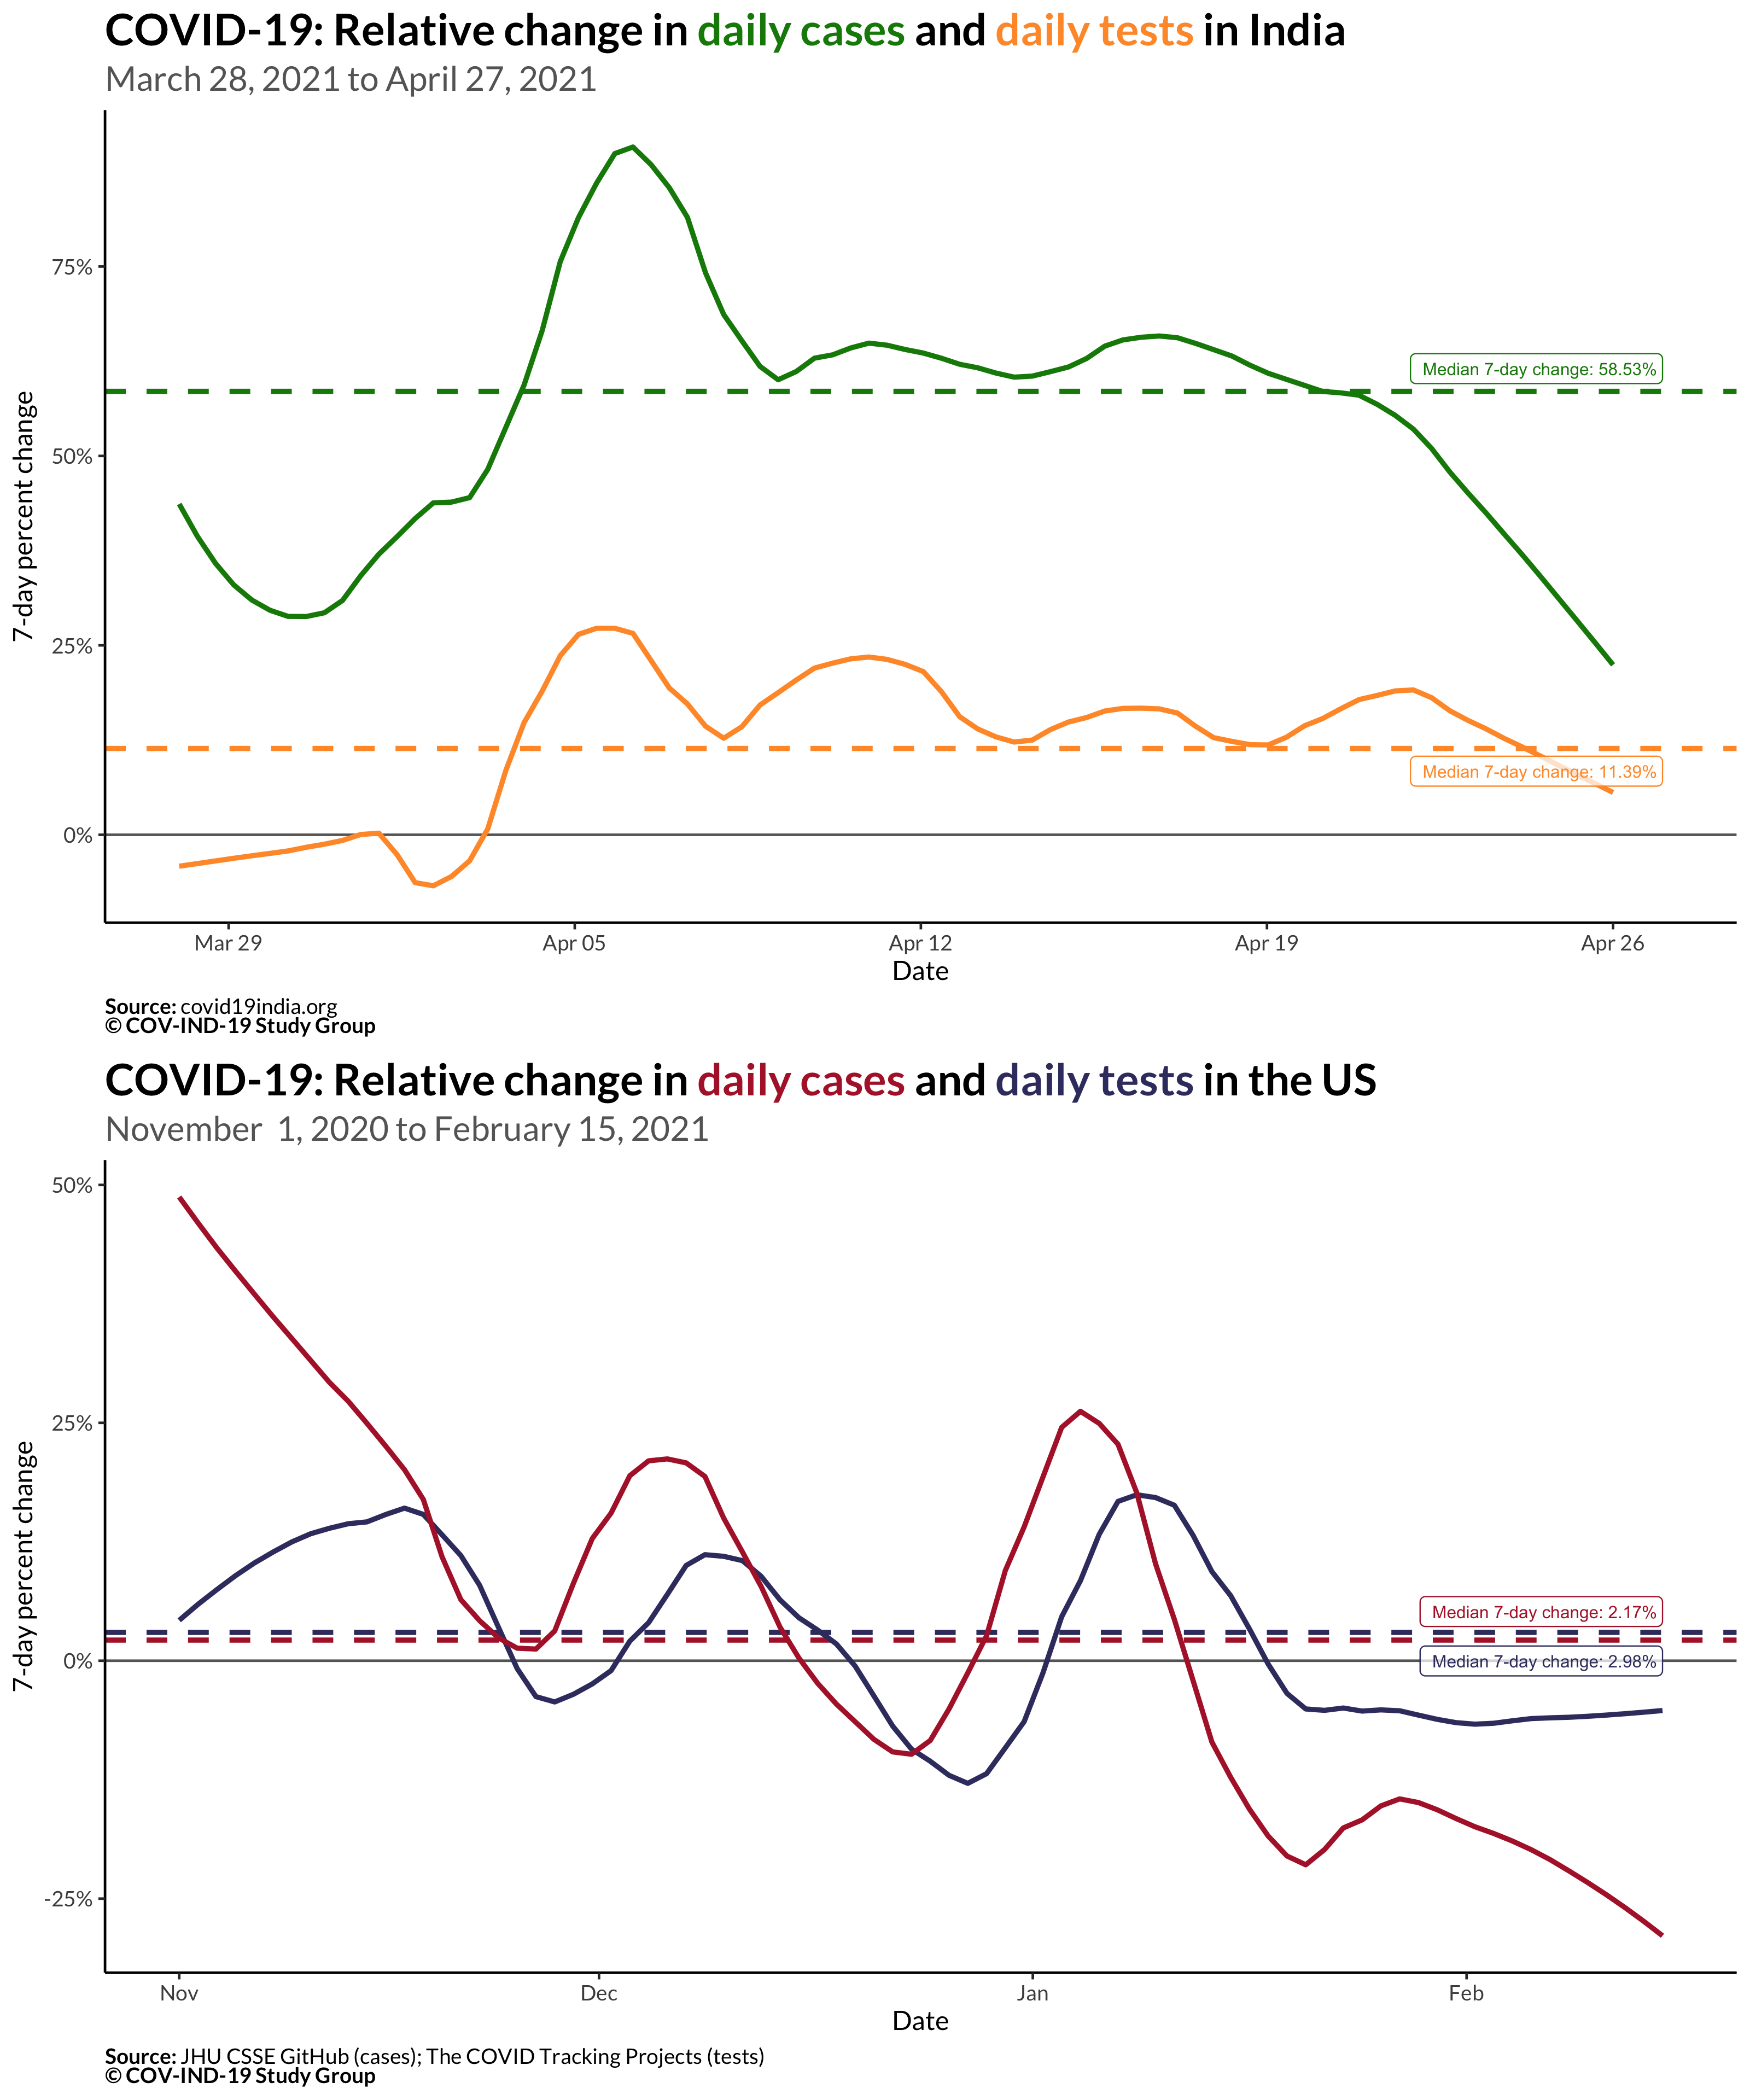 COVID-19: Relative change in daily cases and daily tests in India
March 28, 2021 to April 27, 2021
7-day percent change
75%
50%
25%
0%
Median 7-day change: 58.53%
Median 7-day change: 11.39%
Mar 29
Apr 05
Apr 12
Apr 19
Apr 26
Date
Source: covid19india.org
© COV-IND-19 Study Group
COVID-19: Relative change in daily cases and daily tests in the US
November  1, 2020 to February 15, 2021
7-day percent change
50%
25%
0%
-25%
Median 7-day change: 2.17%
Median 7-day change: 2.98%
Nov
Dec
Jan
Feb
Date
Source: JHU CSSE GitHub (cases); The COVID Tracking Projects (tests)
© COV-IND-19 Study Group